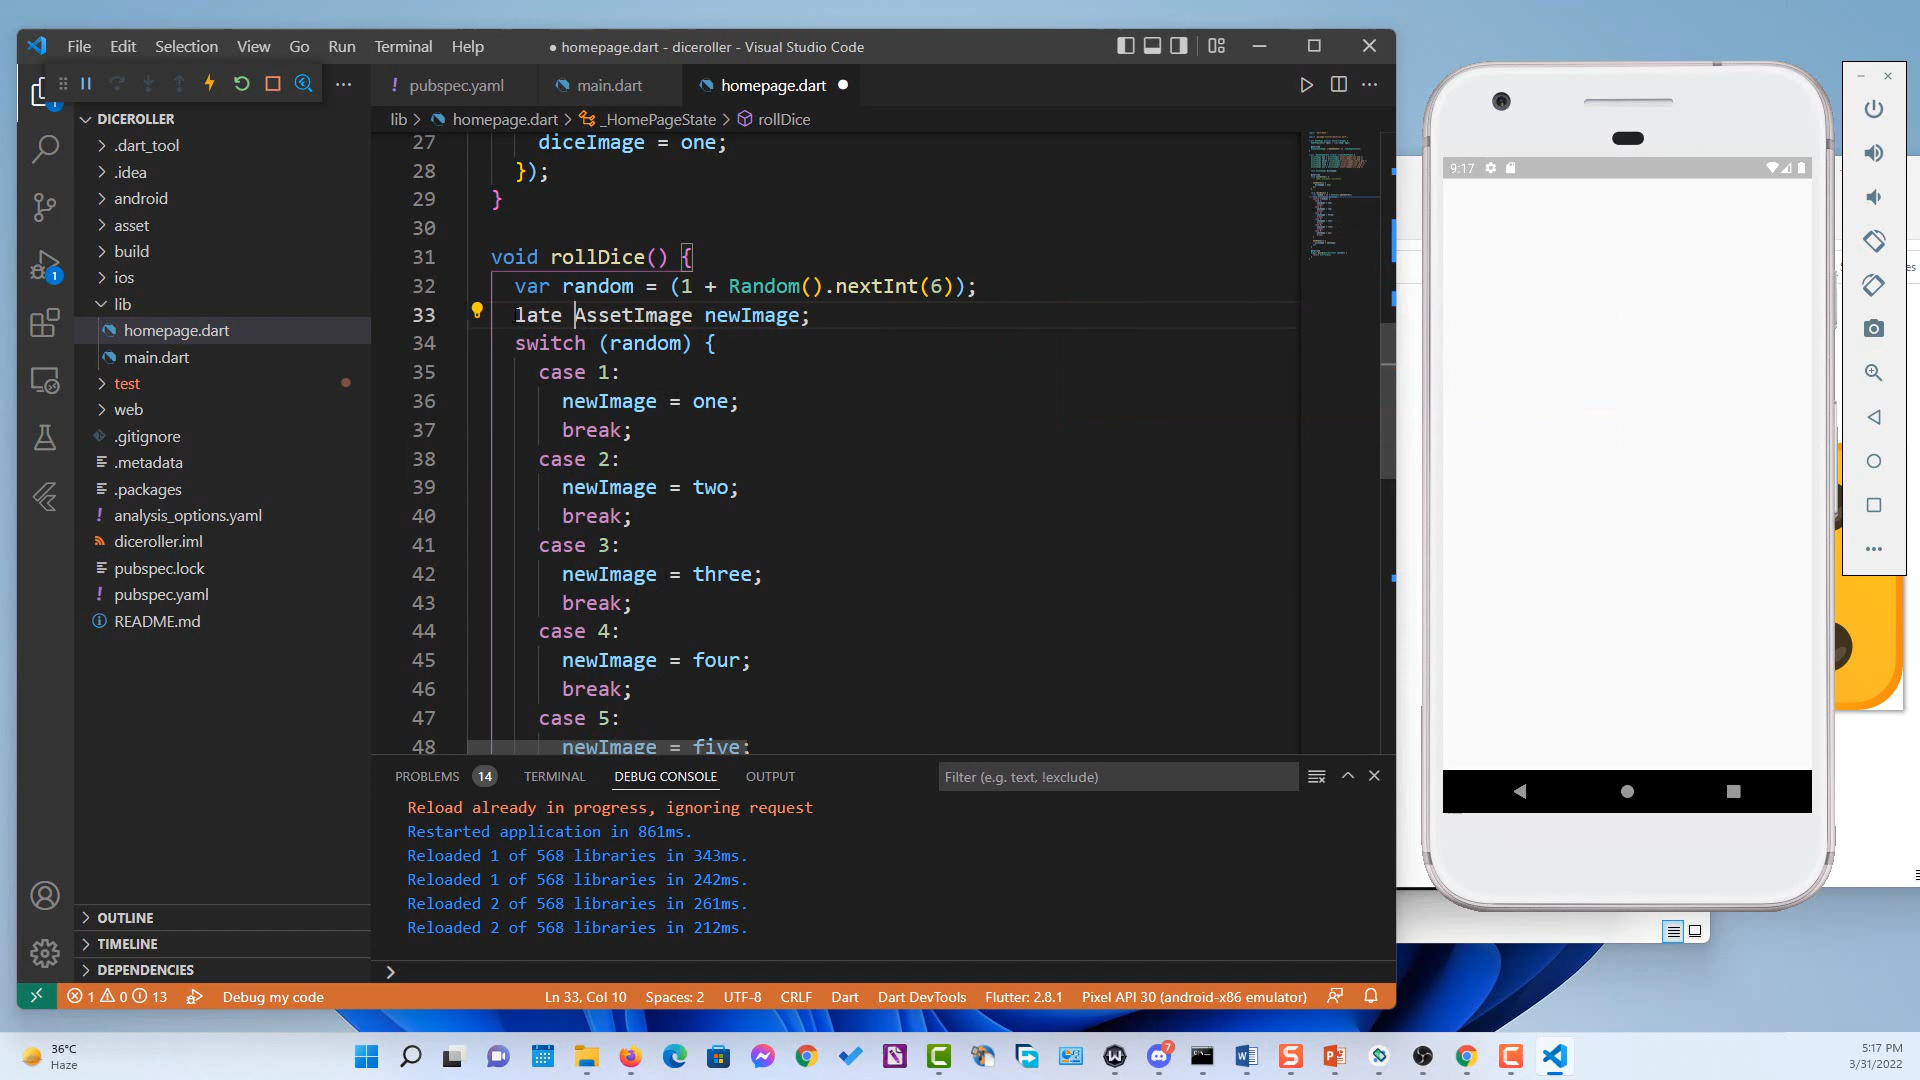 File Edit Selection View Go Run Terminal Help
● homepage.dart - diceroller - Visual Studio Code
pubspec.yaml
main.dart
homepage.dart
lib > homepage.dart > _HomePageState > rollDice
DICEROLLER
.dart_tool
.idea
android
asset
build
ios
lib
homepage.dart
main.dart
test
web
.gitignore
.metadata
.packages
analysis_options.yaml
diceroller.iml
pubspec.lock
pubspec.yaml
README.md
OUTLINE
TIMELINE
DEPENDENCIES
1
1
27 diceImage = one;
28 });
29 }
30
31 void rollDice() {
32 var random = (1 + Random().nextInt(6));
33 late AssetImage newImage;
34 switch (random) {
35 case 1:
36 newImage = one;
37 break;
38 case 2:
39 newImage = two;
40 break;
41 case 3:
42 newImage = three;
43 break;
44 case 4:
45 newImage = four;
46 break;
47 case 5:
48 newImage = five;
PROBLEMS 14 TERMINAL DEBUG CONSOLE OUTPUT
Filter (e.g. text, !exclude)
Reload already in progress, ignoring request
Restarted application in 861ms.
Reloaded 1 of 568 libraries in 343ms.
Reloaded 1 of 568 libraries in 242ms.
Reloaded 2 of 568 libraries in 261ms.
Reloaded 2 of 568 libraries in 212ms.
1 0 13 Debug my code
Ln 33, Col 10 Spaces: 2 UTF-8 CRLF Dart Dart DevTools Flutter: 2.8.1 Pixel API 30 (android-x86 emulator)
9:17
36°C
Haze
7
5:17 PM
3/31/2022